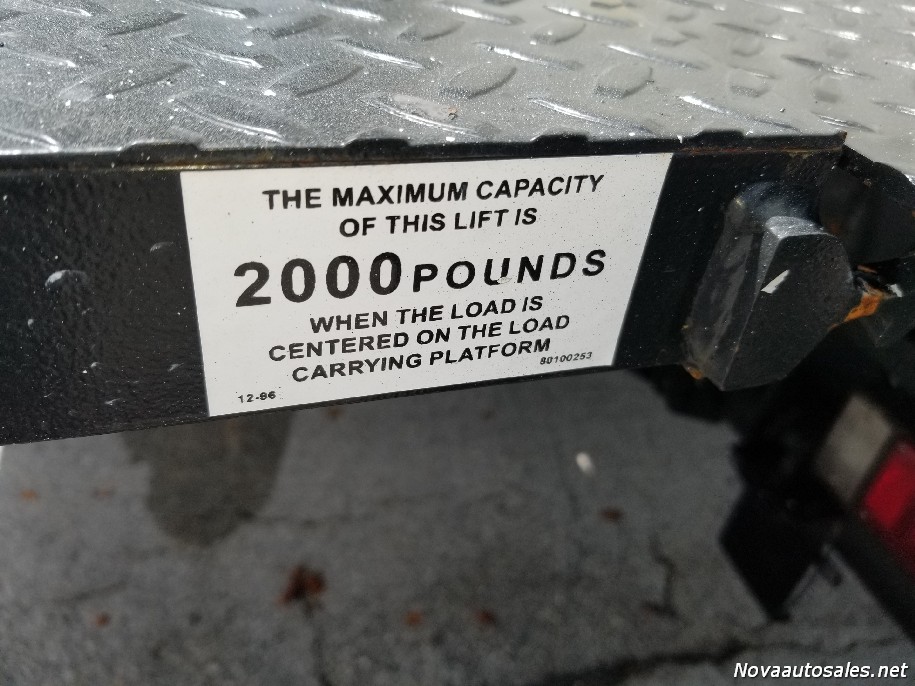 THE MAXIMUM CAPACITY
OF THIS LIFT IS
2000 POUNDS
WHEN THE LOAD IS
CENTERED ON THE LOAD
CARRYING PLATFORM
80100253
12-96
Novaautosales.net